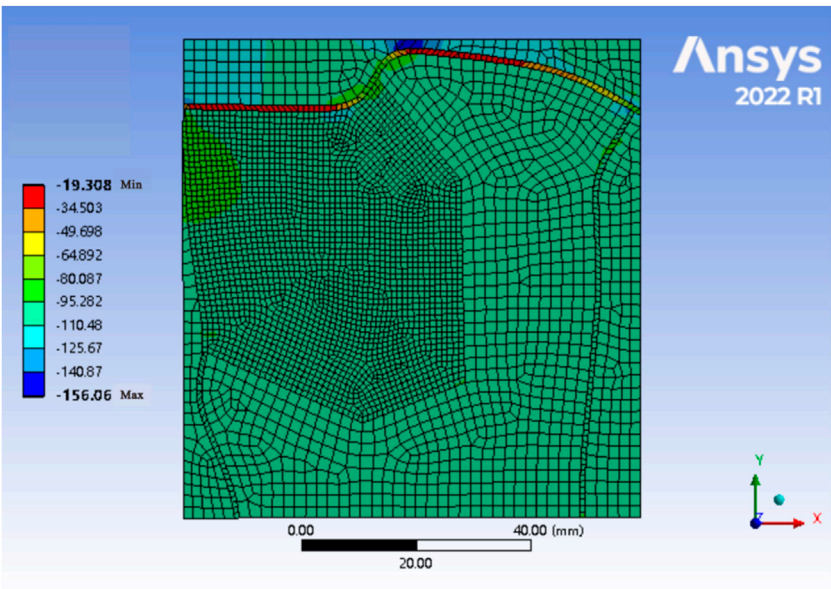 Ansys
2022 R1
-19.308 Min
-34.503
-49.698
-64.892
-80.087
-95.282
-110.48
-125.67
-140.87
-156.06 Max
Y
Z X
0.00 40.00 (mm)
20.00